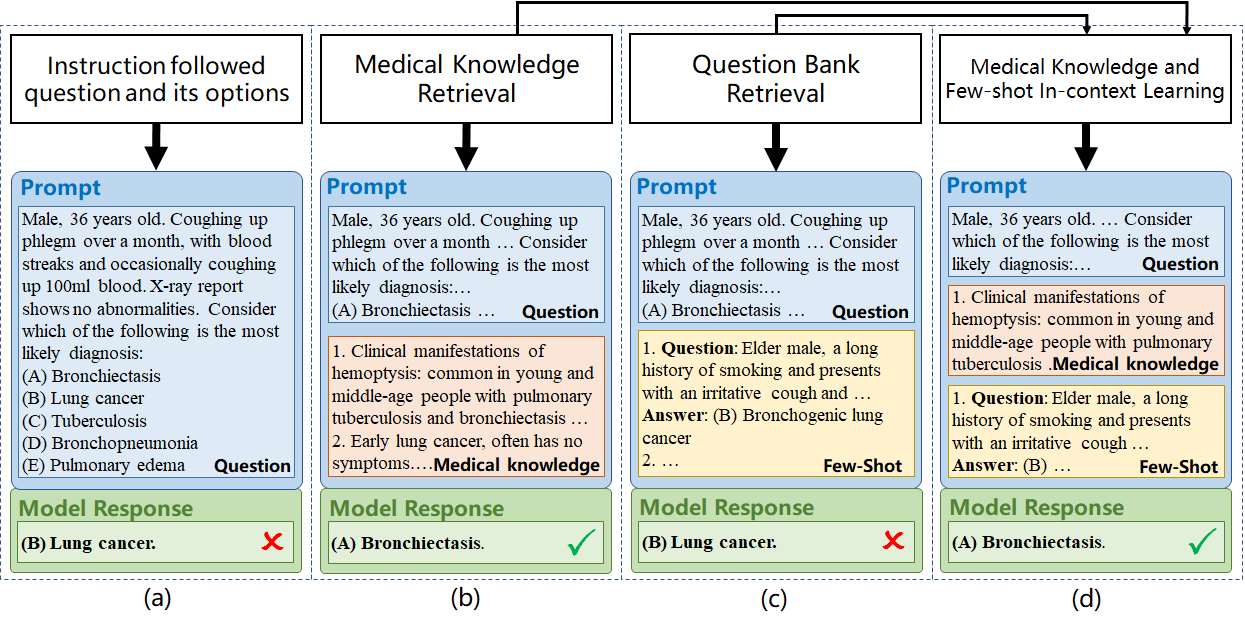 Instruction followed
question and its options
Medical Knowledge
Retrieval
Question Bank
Retrieval
Medical Knowledge and
Few-shot In-context Learning
Prompt
Male, 36 years old. Coughing up
phlegm over a month, with blood
streaks and occasionally coughing
up 100ml blood. X-ray report
shows no abnormalities. Consider
which of the following is the most
likely diagnosis:
(A) Bronchiectasis
(B) Lung cancer
(C) Tuberculosis
(D) Bronchopneumonia
(E) Pulmonary edema Question
Model Response
(B) Lung cancer.
(a)
Prompt
Male, 36 years old. Coughing up
phlegm over a month … Consider
which of the following is the most
likely diagnosis:…
(A) Bronchiectasis … Question
1. Clinical manifestations of
hemoptysis: common in young and
middle-age people with pulmonary
tuberculosis and bronchiectasis …
2. Early lung cancer, often has no
symptoms.… Medical knowledge
Model Response
(A) Bronchiectasis.
(b)
Prompt
Male, 36 years old. Coughing up
phlegm over a month … Consider
which of the following is the most
likely diagnosis:…
(A) Bronchiectasis … Question
1. Question: Elder male, a long
history of smoking and presents
with an irritative cough and …
Answer: (B) Bronchogenic lung
cancer
2. …
Few-Shot
Model Response
(B) Lung cancer.
(c)
Prompt
Male, 36 years old. … Consider
which of the following is the most
likely diagnosis:… Question
1. Clinical manifestations of
hemoptysis: common in young and
middle-age people with pulmonary
tuberculosis .Medical knowledge
1. Question: Elder male, a long
history of smoking and presents
with an irritative cough …
Answer: (B) … Few-Shot
Model Response
(A) Bronchiectasis.
(d)